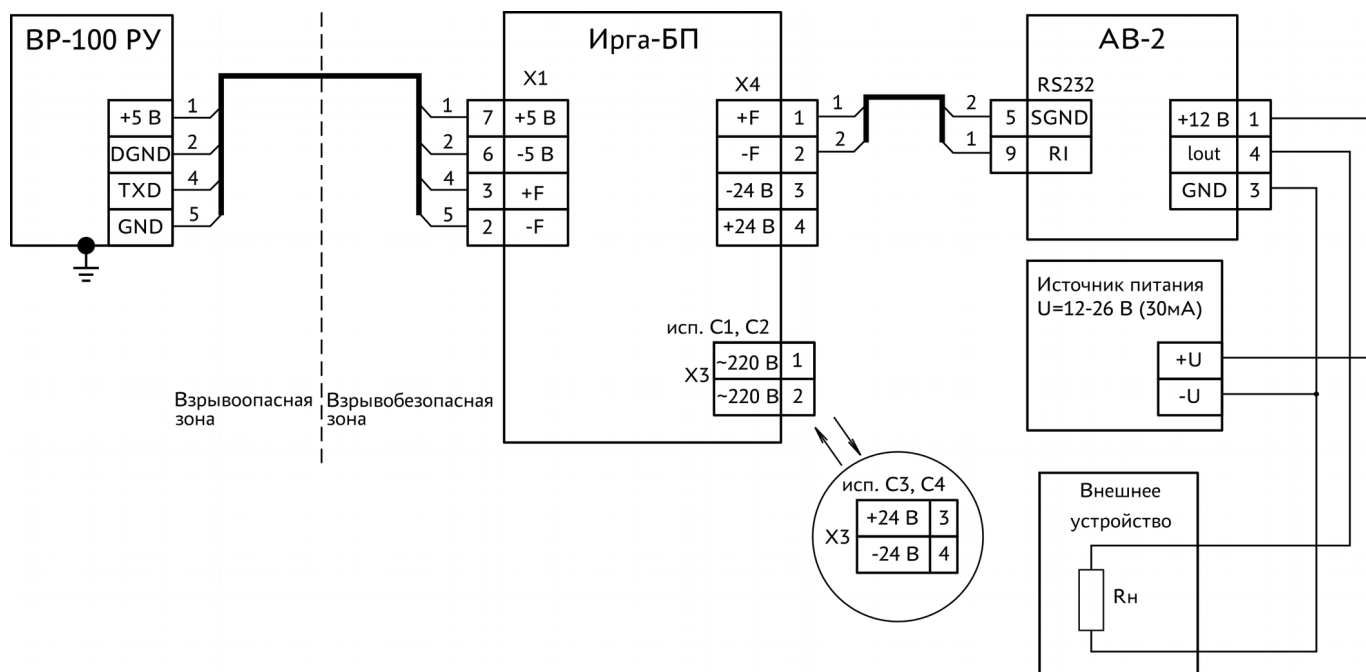 ВР-100 РУ
+5 В 1
DGND 2
TXD 4
GND 5
Взрывоопасная
зона
Взрывобезопасная
зона
Ирга-БП
X1
1 7 +5 В
2 6 -5 В
4 3 +F
5 2 -F
X4
+F 1 1
-F 2 2
-24 В 3
+24 В 4
исп. С1, С2
X3
~220 В 1
~220 В 2
исп. С3, С4
X3
+24 В 3
-24 В 4
АВ-2
RS232
2 5 SGND
1 9 RI
+12 В 1
Iout 4
GND 3
Источник питания
U=12-26 В (30мА)
+U
-U
Внешнее
устройство
Rн